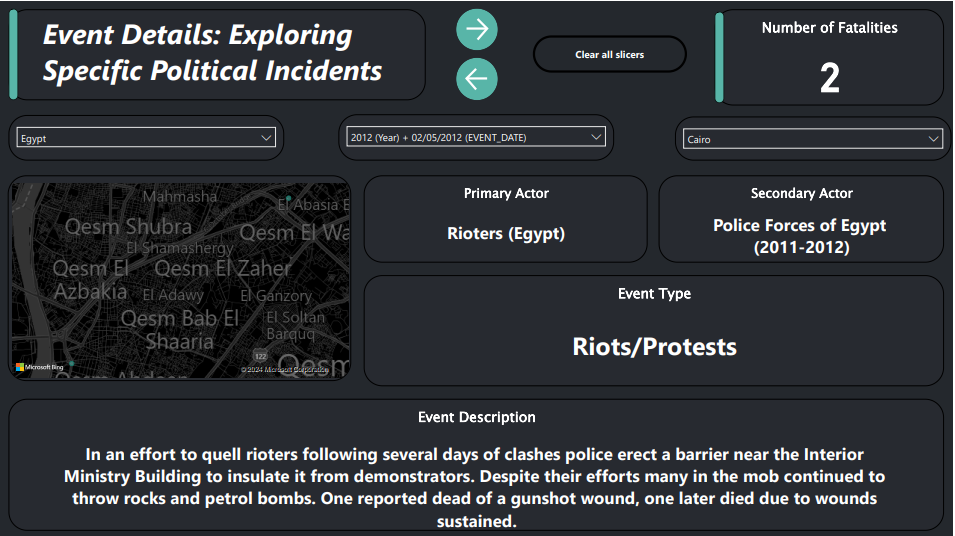 Event Details: Exploring
Specific Political Incidents
Clear all slicers
Number of Fatalities
2
Egypt
2012 (Year) + 02/05/2012 (EVENT_DATE)
Cairo
Mahmasha
El Abasia E
Qesm Shubra
Qesm El Wa
El Shamashergy
Qesm El
Azbakia
Qesm El Zaher
El Adawy
El Ganzory
Qesm Bab El
Shaaria
El Soltan
Barquq
122
Qesm
Microsoft Bing
© 2024 Microsoft Corporation
Primary Actor
Rioters (Egypt)
Secondary Actor
Police Forces of Egypt
(2011-2012)
Event Type
Riots/Protests
Event Description
In an effort to quell rioters following several days of clashes police erect a barrier near the Interior
Ministry Building to insulate it from demonstrators. Despite their efforts many in the mob continued to
throw rocks and petrol bombs. One reported dead of a gunshot wound, one later died due to wounds
sustained.